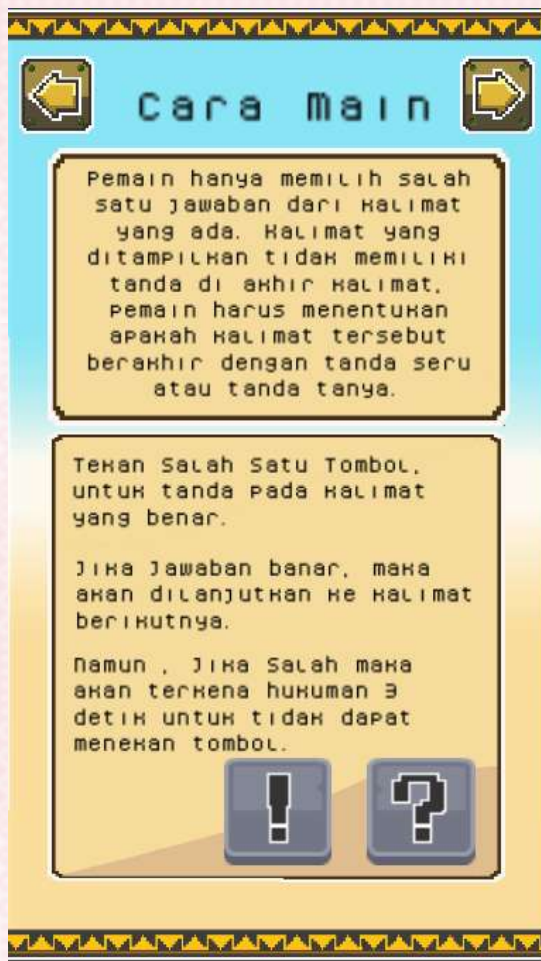 Cara Main
Pemain hanya memilih salah
satu jawaban dari kalimat
yang ada. Kalimat yang
ditampilkan tidak memiliki
tanda di akhir kalimat,
pemain harus menentukan
apakah kalimat tersebut
berakhir dengan tanda seru
atau tanda tanya.
Tekan Salah Satu Tombol,
untuk tanda pada kalimat
yang benar.
Jika Jawaban banar, maka
akan dilanjutkan ke kalimat
berikutnya.
Namun , Jika Salah maka
akan terkena hukuman 3
detik untuk tidak dapat
menekan tombol.
! ?